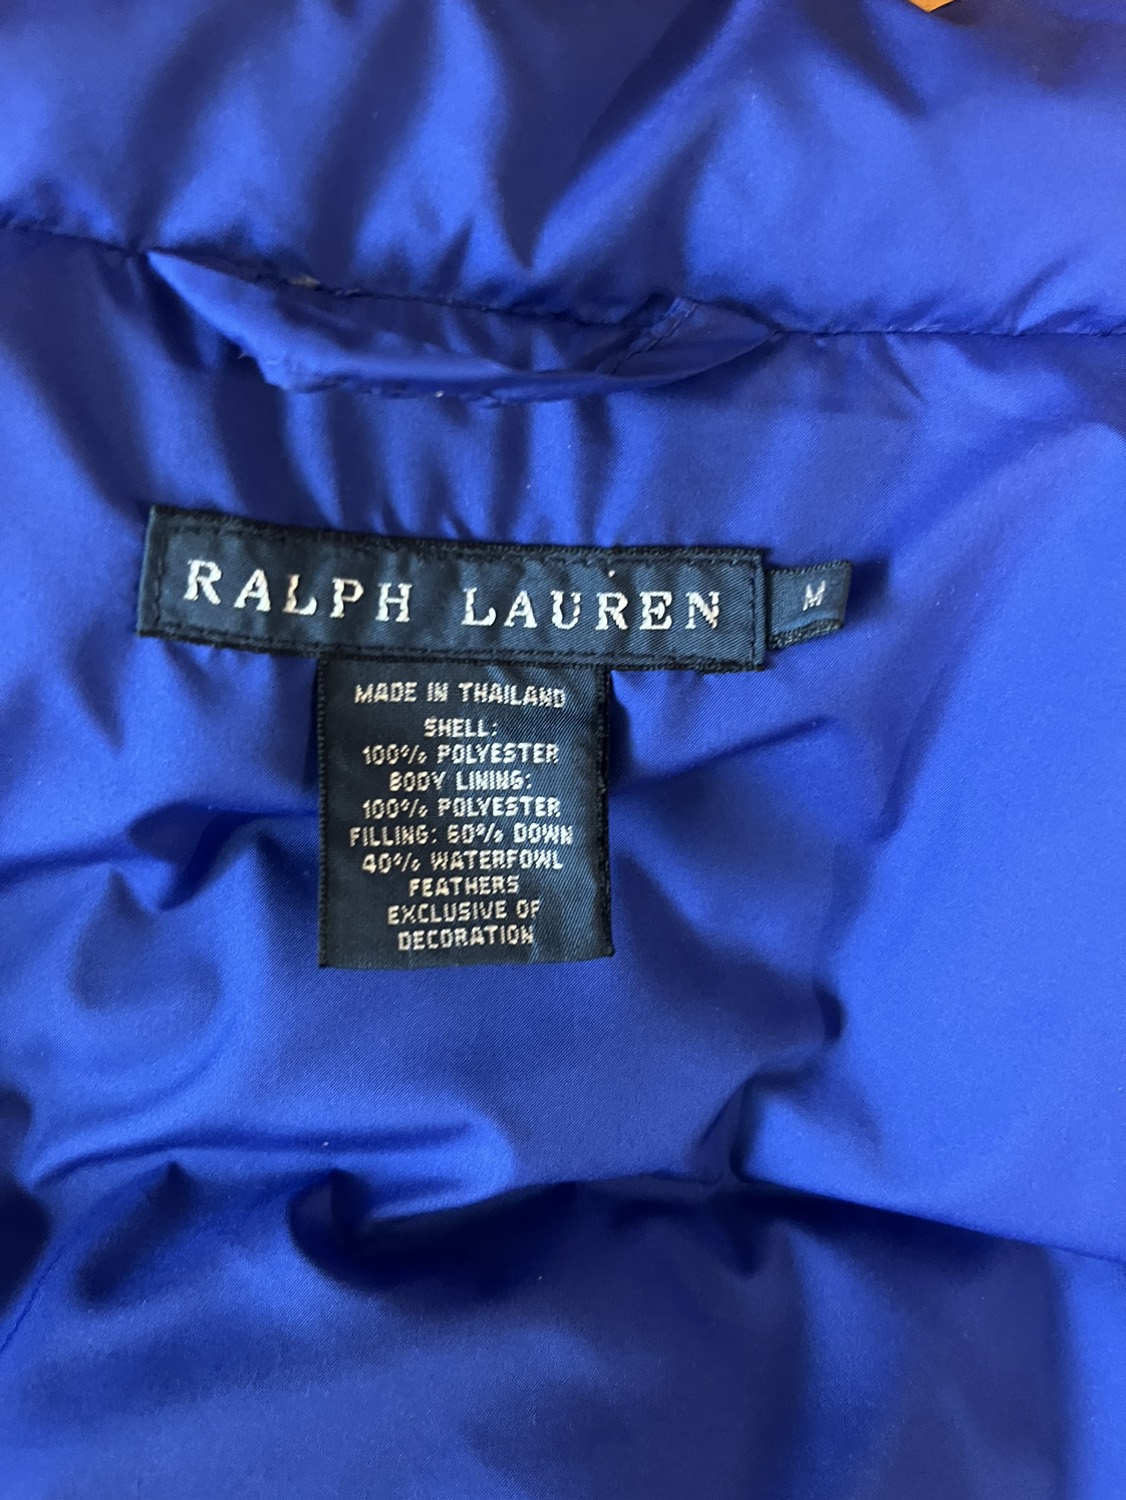 RALPH LAUREN
M
MADE IN THAILAND
SHELL:
100% POLYESTER
BODY LINING:
100% POLYESTER
FILLING: 60% DOWN
40% WATERFOWL
FEATHERS
EXCLUSIVE OF
DECORATION